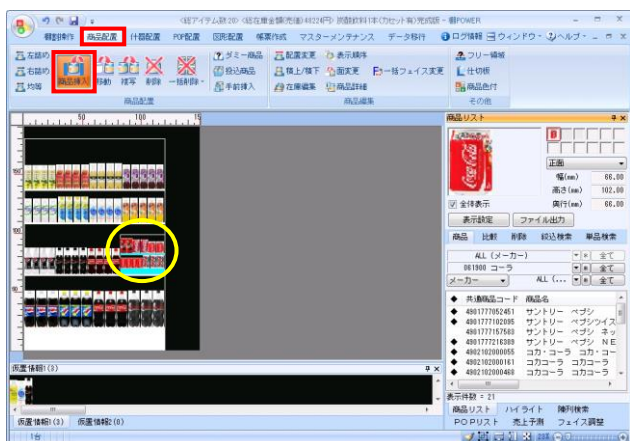 (総アイテム数20) (総在庫金額(売価)40224円) 炭酸飲料1本(カセット有)完成版 - 棚POWER
棚割操作 商品配置 什器配置 POP配置 図形配置 帳票作成 マスターメンテナンス データ移行 ログ情報 ウィンドウ ヘルプ
左詰め 右詰め 均等
商品挿入 移動 複写 削除 一括削除
ダミー商品 投込商品 手前挿入
商品配置
配置変更 表示順序
積上/積下 面変更 一括フェイス変更
在庫編集 商品詳細
商品編集
フリー領域
仕切板
商品色付
その他
50 100 15
150
100
50
商品リスト
正面
幅(mm) 66.00
高さ(mm) 102.00
奥行(mm) 66.00
全体表示
表示設定 ファイル出力
商品 比較 削除 絞込検索 単品検索
ALL (メーカー) 全て
061900 コーラ 全て
メーカー ALL (... 全て
共通商品コード 商品名
4901777052451 サントリー ペプシ
4901777102095 サントリー ペプシツイス
4901777157583 サントリー ペプシ ネッ
4901777216389 サントリー ペプシ NE
4902102000055 コカ・コーラ コカ・コー
4902102000161 コカコーラ コカコーラ
4902102000468 コカコーラ コカコーラ
表示件数 = 21
商品リスト ハイライト 陳列検索
POPリスト 売上予測 フェイス調整
仮置情報1(3)
仮置情報1(3) 仮置情報2(0)
1台